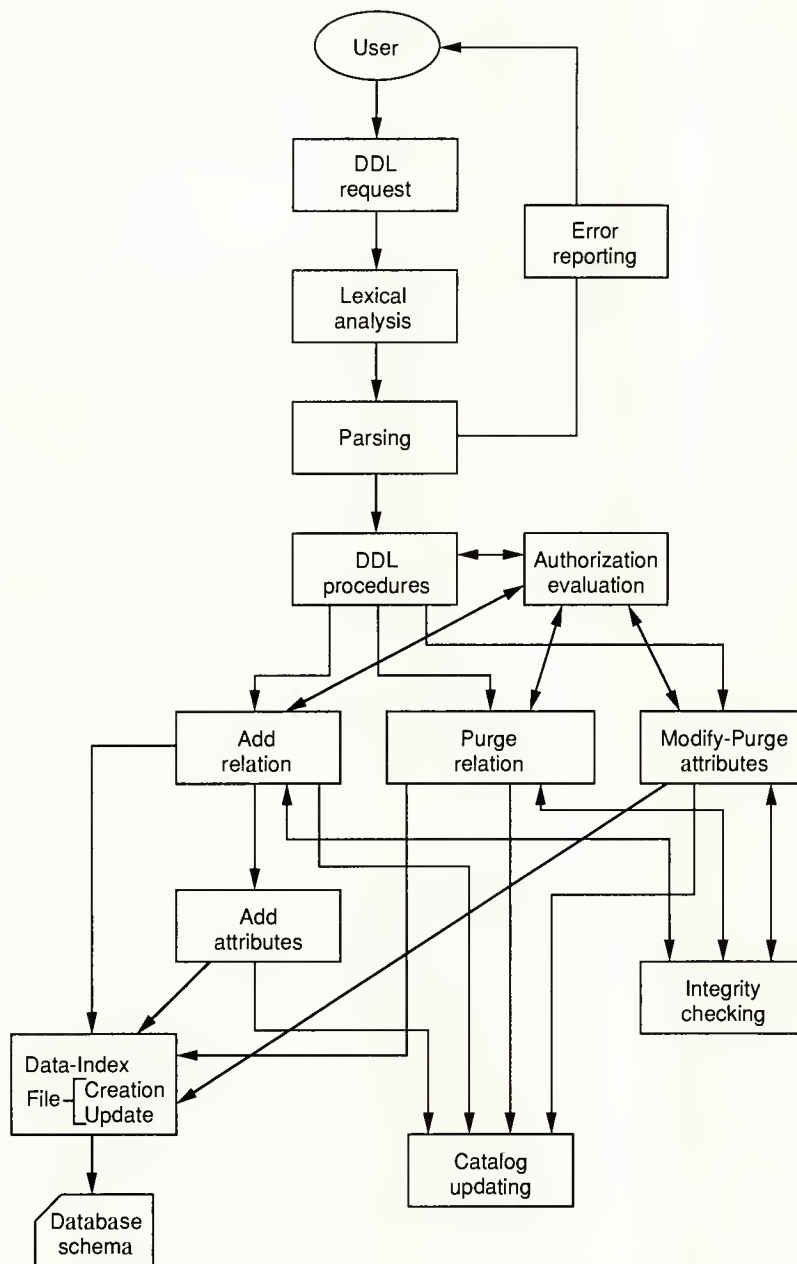 User
DDL
request
Error
reporting
Lexical
analysis
Parsing
DDL
procedures
Authorization
evaluation
Add
relation
Purge
relation
Modify-Purge
attributes
Add
attributes
Integrity
checking
Data-Index
File
Creation
Update
Catalog
updating
Database
schema